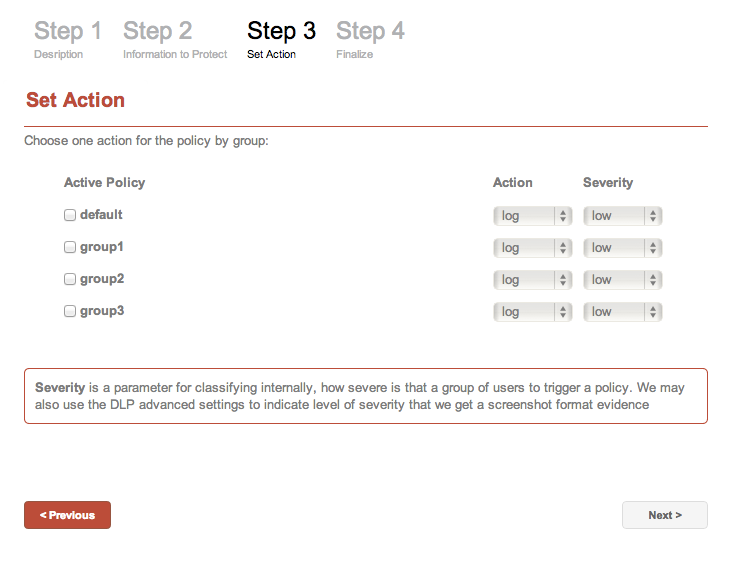 Step 1 Step 2 Step 3 Step 4
Desription Information to Protect Set Action Finalize
Set Action
Choose one action for the policy by group:
Active Policy Action Severity
default log low
group1 log low
group2 log low
group3 log low
Severity is a parameter for classifying internally, how severe is that a group of users to trigger a policy. We may
also use the DLP advanced settings to indicate level of severity that we get a screenshot format evidence
< Previous Next >